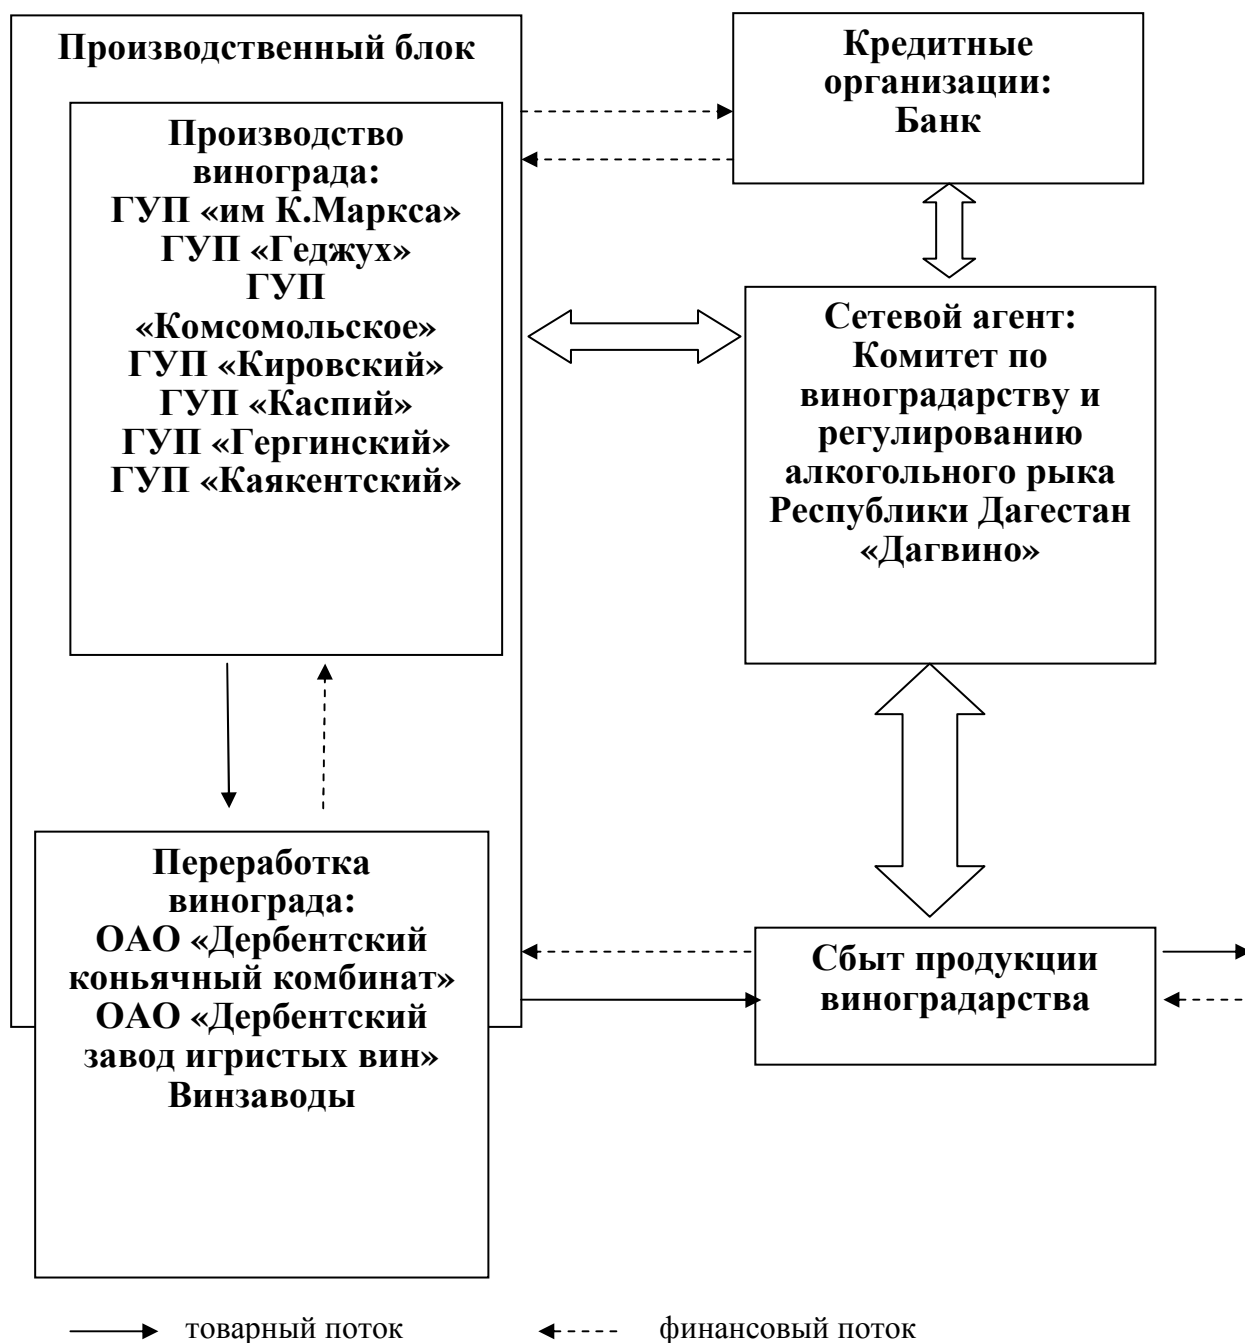 Производственный блок
Производство
винограда:
ГУП «им К.Маркса»
ГУП «Геджух»
ГУП
«Комсомольское»
ГУП «Кировский»
ГУП «Каспий»
ГУП «Гергинский»
ГУП «Каякентский»
Переработка
винограда:
ОАО «Дербентский
коньячный комбинат»
ОАО «Дербентский
завод игристых вин»
Винзаводы
Кредитные
организации:
Банк
Сетевой агент:
Комитет по
виноградарству и
регулированию
алкогольного рыка
Республики Дагестан
«Дагвино»
Сбыт продукции
виноградарства
товарный поток
финансовый поток